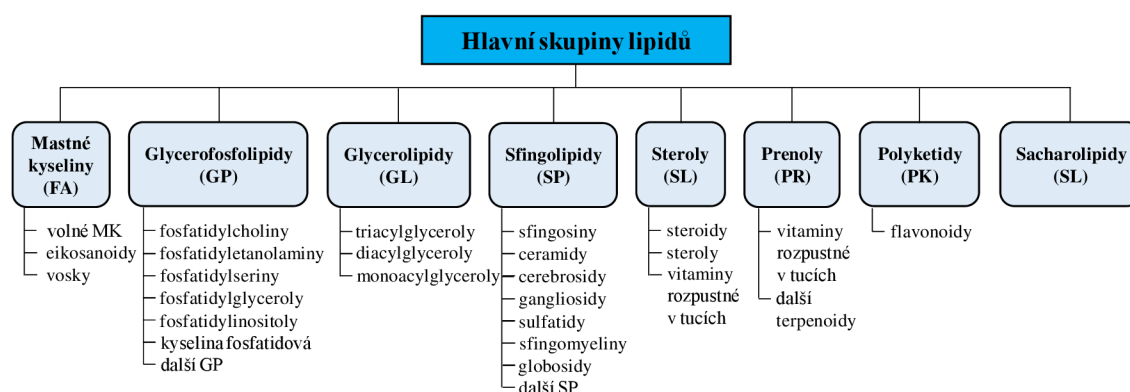 Hlavní skupiny lipidů
Mastné
kyseliny
(FA)
volné MK
eikosanoidy
vosky
Glycerofosfolipidy
(GP)
fosfatidylcholiny
fosfatidyletanolaminy
fosfatidylseriny
fosfatidylglyceroly
fosfatidylinositoly
kyselina fosfatidová
další GP
Glycerolipidy
(GL)
triacylglyceroly
diacylglyceroly
monoacylglyceroly
Sfingolipidy
(SP)
sfingosiny
ceramidy
cerebrosidy
gangliosidy
sulfatidy
sfingomyeliny
globosidy
další SP
Steroly
(SL)
steroidy
steroly
vitaminy
rozpustné
v tucích
Prenoly
(PR)
vitaminy
rozpustné
v tucích
další
terpenoidy
Polyketidy
(PK)
flavonoidy
Sacharolipidy
(SL)